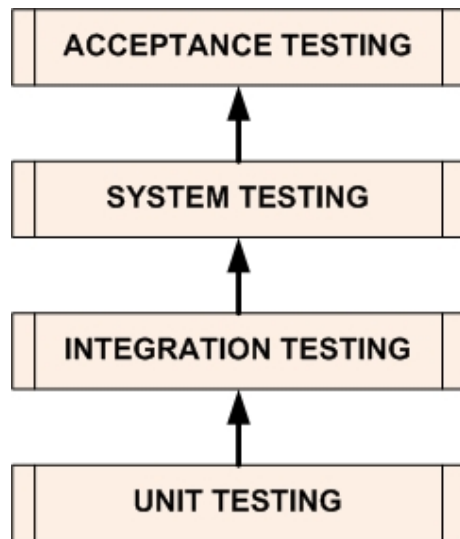 ACCEPTANCE TESTING
SYSTEM TESTING
INTEGRATION TESTING
UNIT TESTING